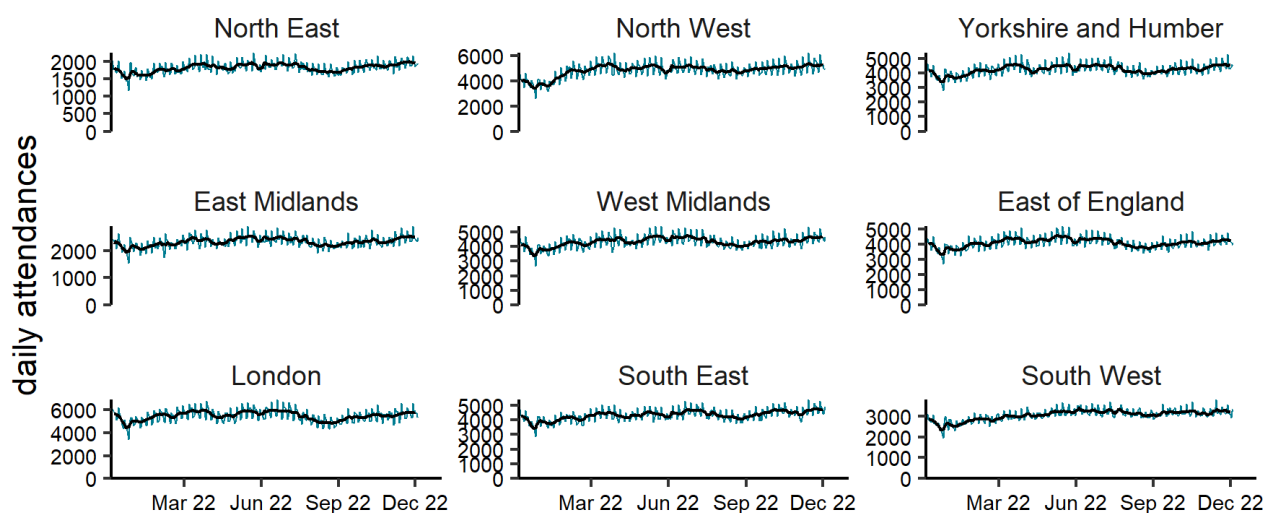 North East North West Yorkshire and Humber
2000 6000 5000
1500 4000 4000
1000 2000 3000
500 0 2000
0 1000
0
daily attendances
East Midlands West Midlands East of England
2000 5000 5000
1000 4000 4000
0 3000 3000
2000 2000
1000 1000
0 0
London South East South West
6000 5000 3000
4000 4000 2000
2000 3000 1000
0 2000 0
1000
0
Mar 22 Jun 22 Sep 22 Dec 22 Mar 22 Jun 22 Sep 22 Dec 22 Mar 22 Jun 22 Sep 22 Dec 22